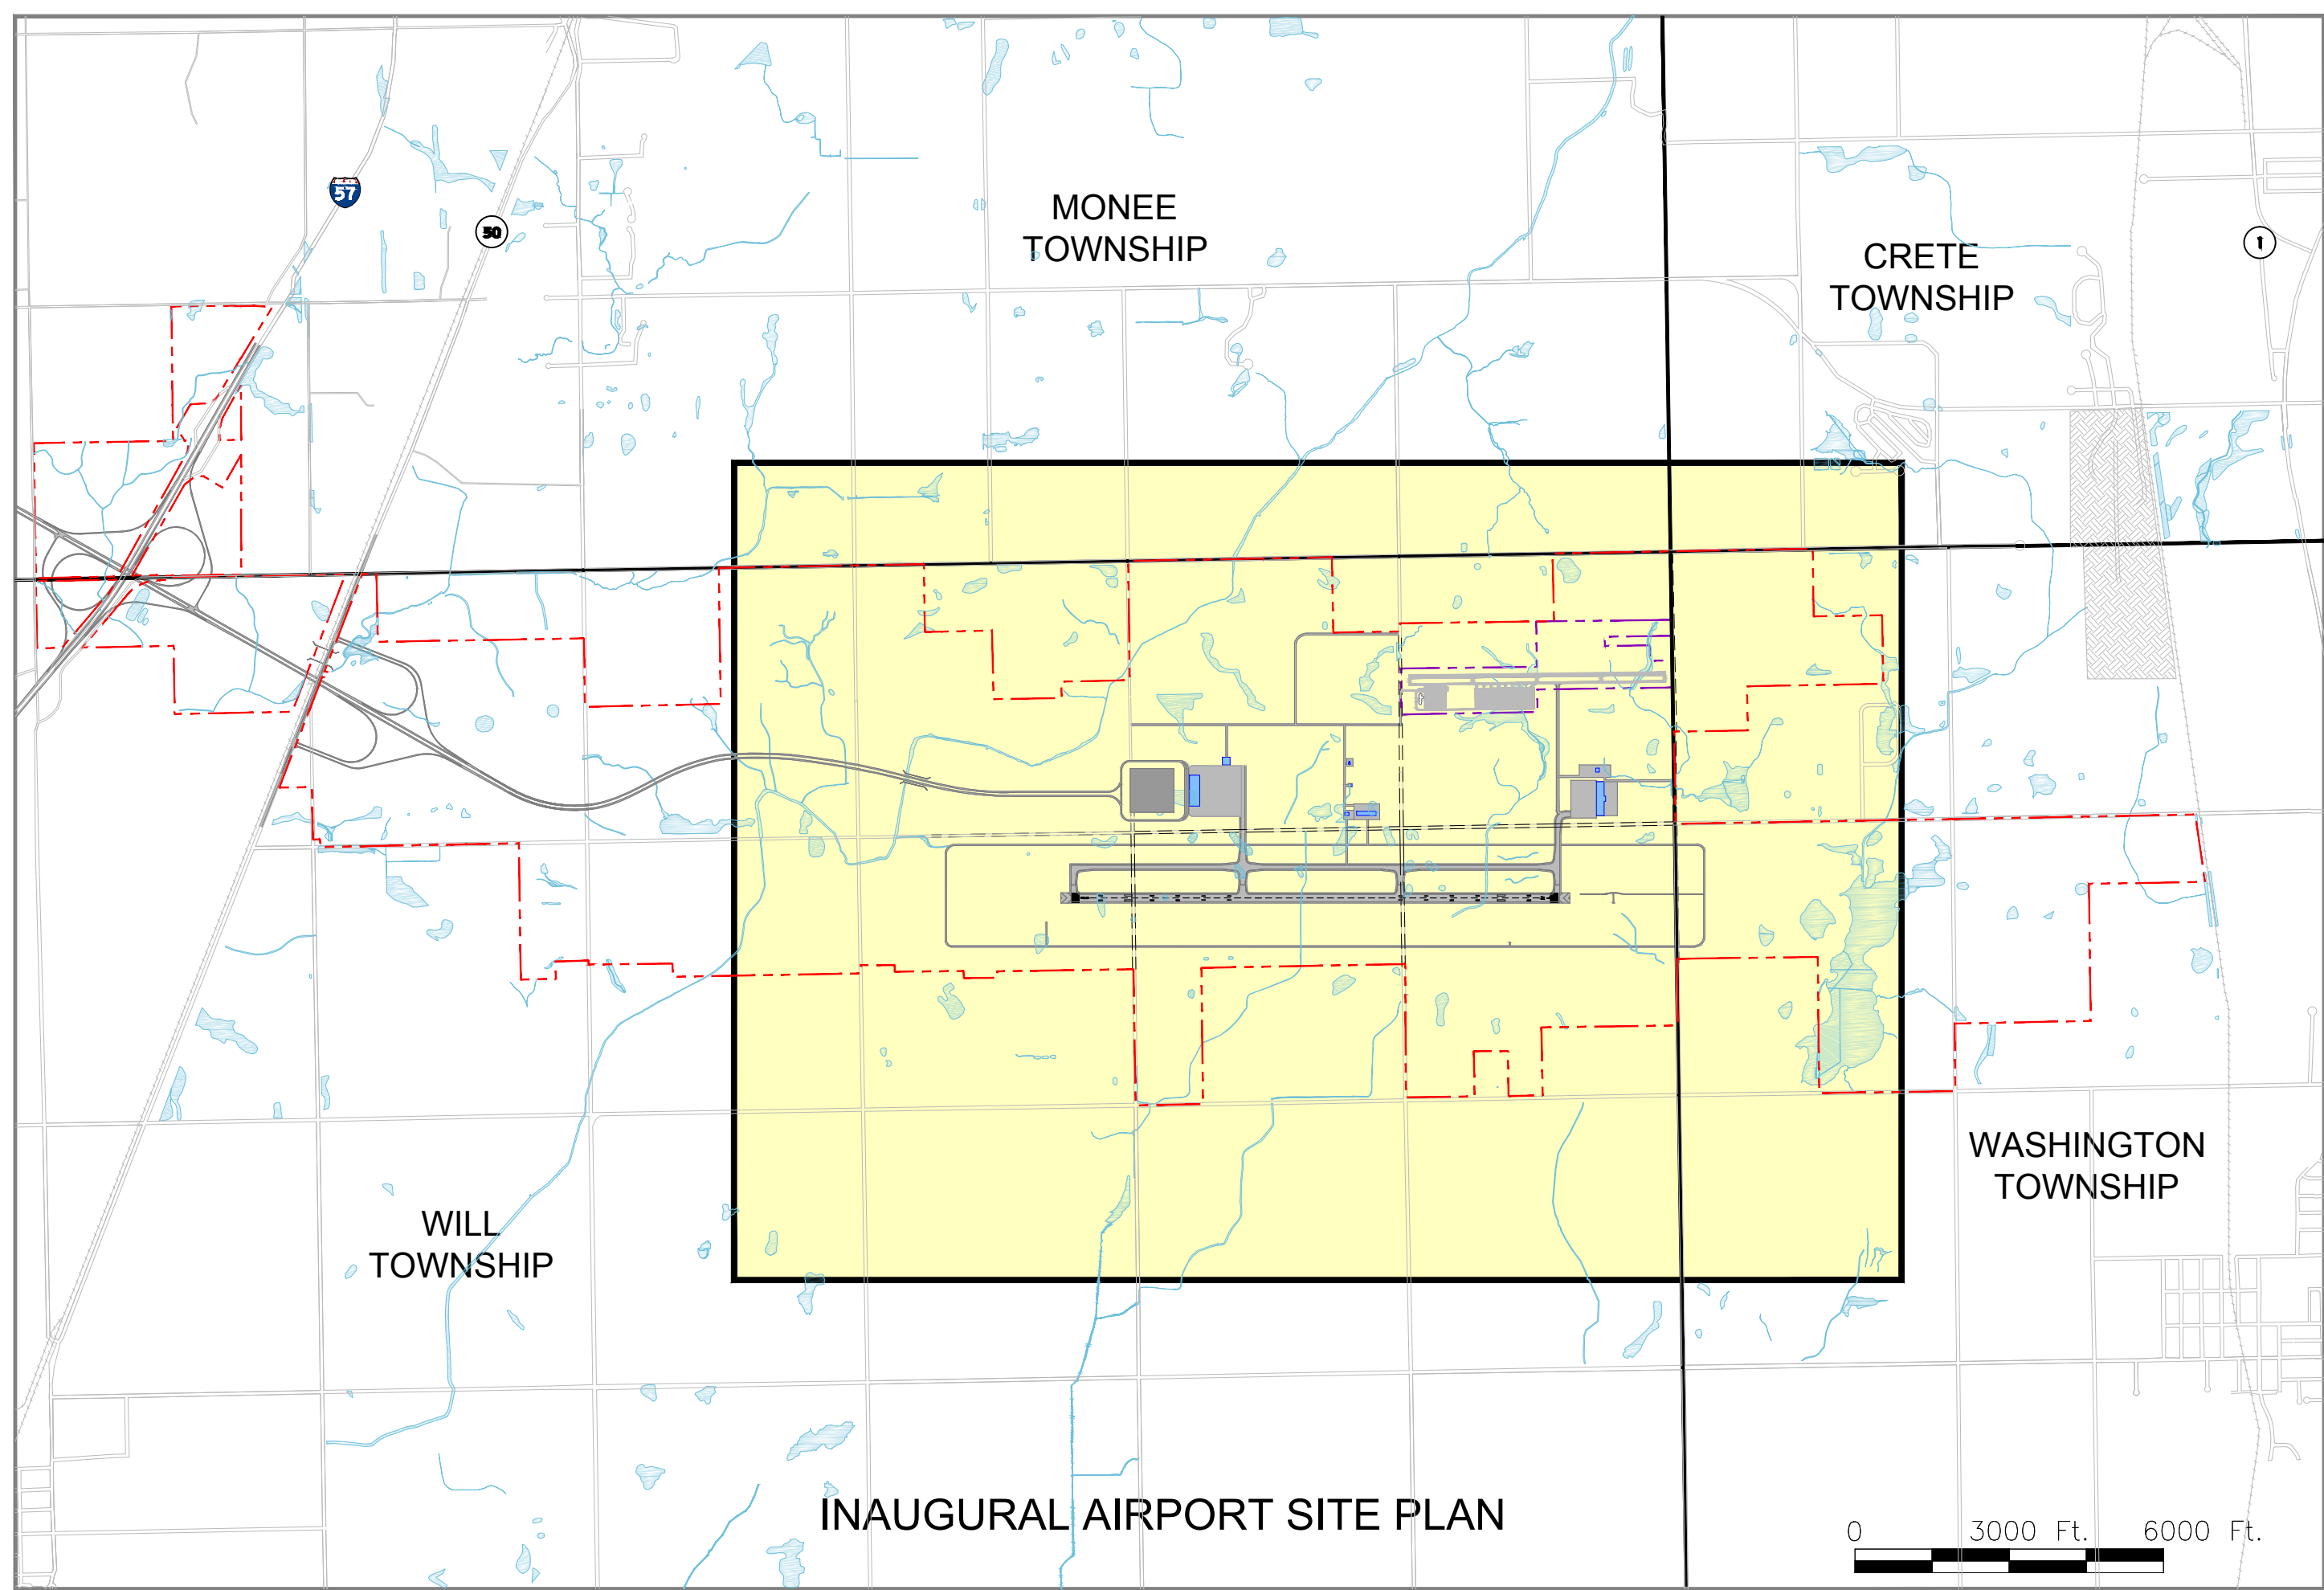 57
50
MONEE
TOWNSHIP
1
CRETE
TOWNSHIP
WASHINGTON
TOWNSHIP
WILL
TOWNSHIP
INAUGURAL AIRPORT SITE PLAN
0 3000 Ft. 6000 Ft.